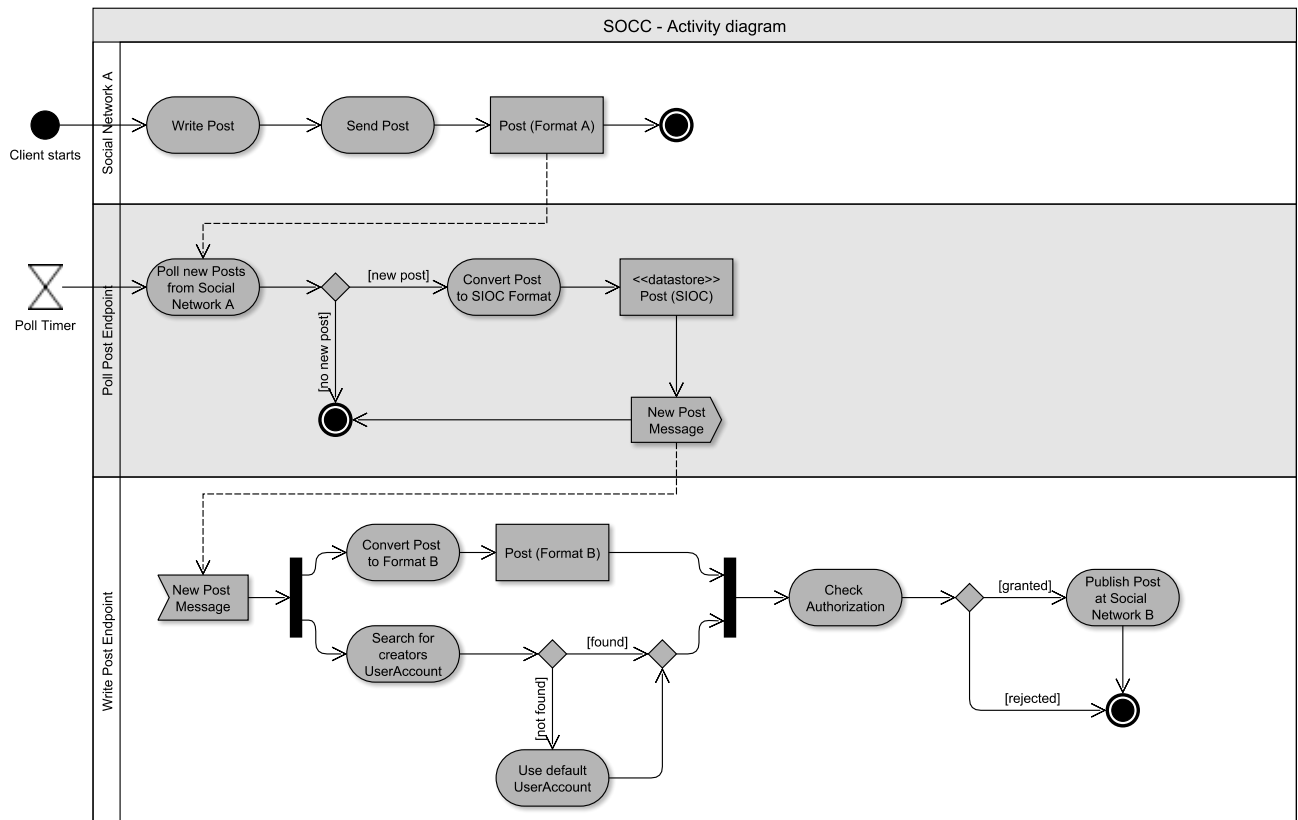 SOCC - Activity diagram
Social Network A
Client starts
Write Post
Send Post
Post (Format A)
Poll Post Endpoint
Poll Timer
Poll new Posts
from Social
Network A
[new post]
[no new post]
Convert Post
to SIOC Format
<<datastore>>
Post (SIOC)
New Post
Message
Write Post Endpoint
New Post
Message
Convert Post
to Format B
Post (Format B)
Search for
creators
UserAccount
[found]
[not found]
Use default
UserAccount
Check
Authorization
[granted]
[rejected]
Publish Post
at Social
Network B